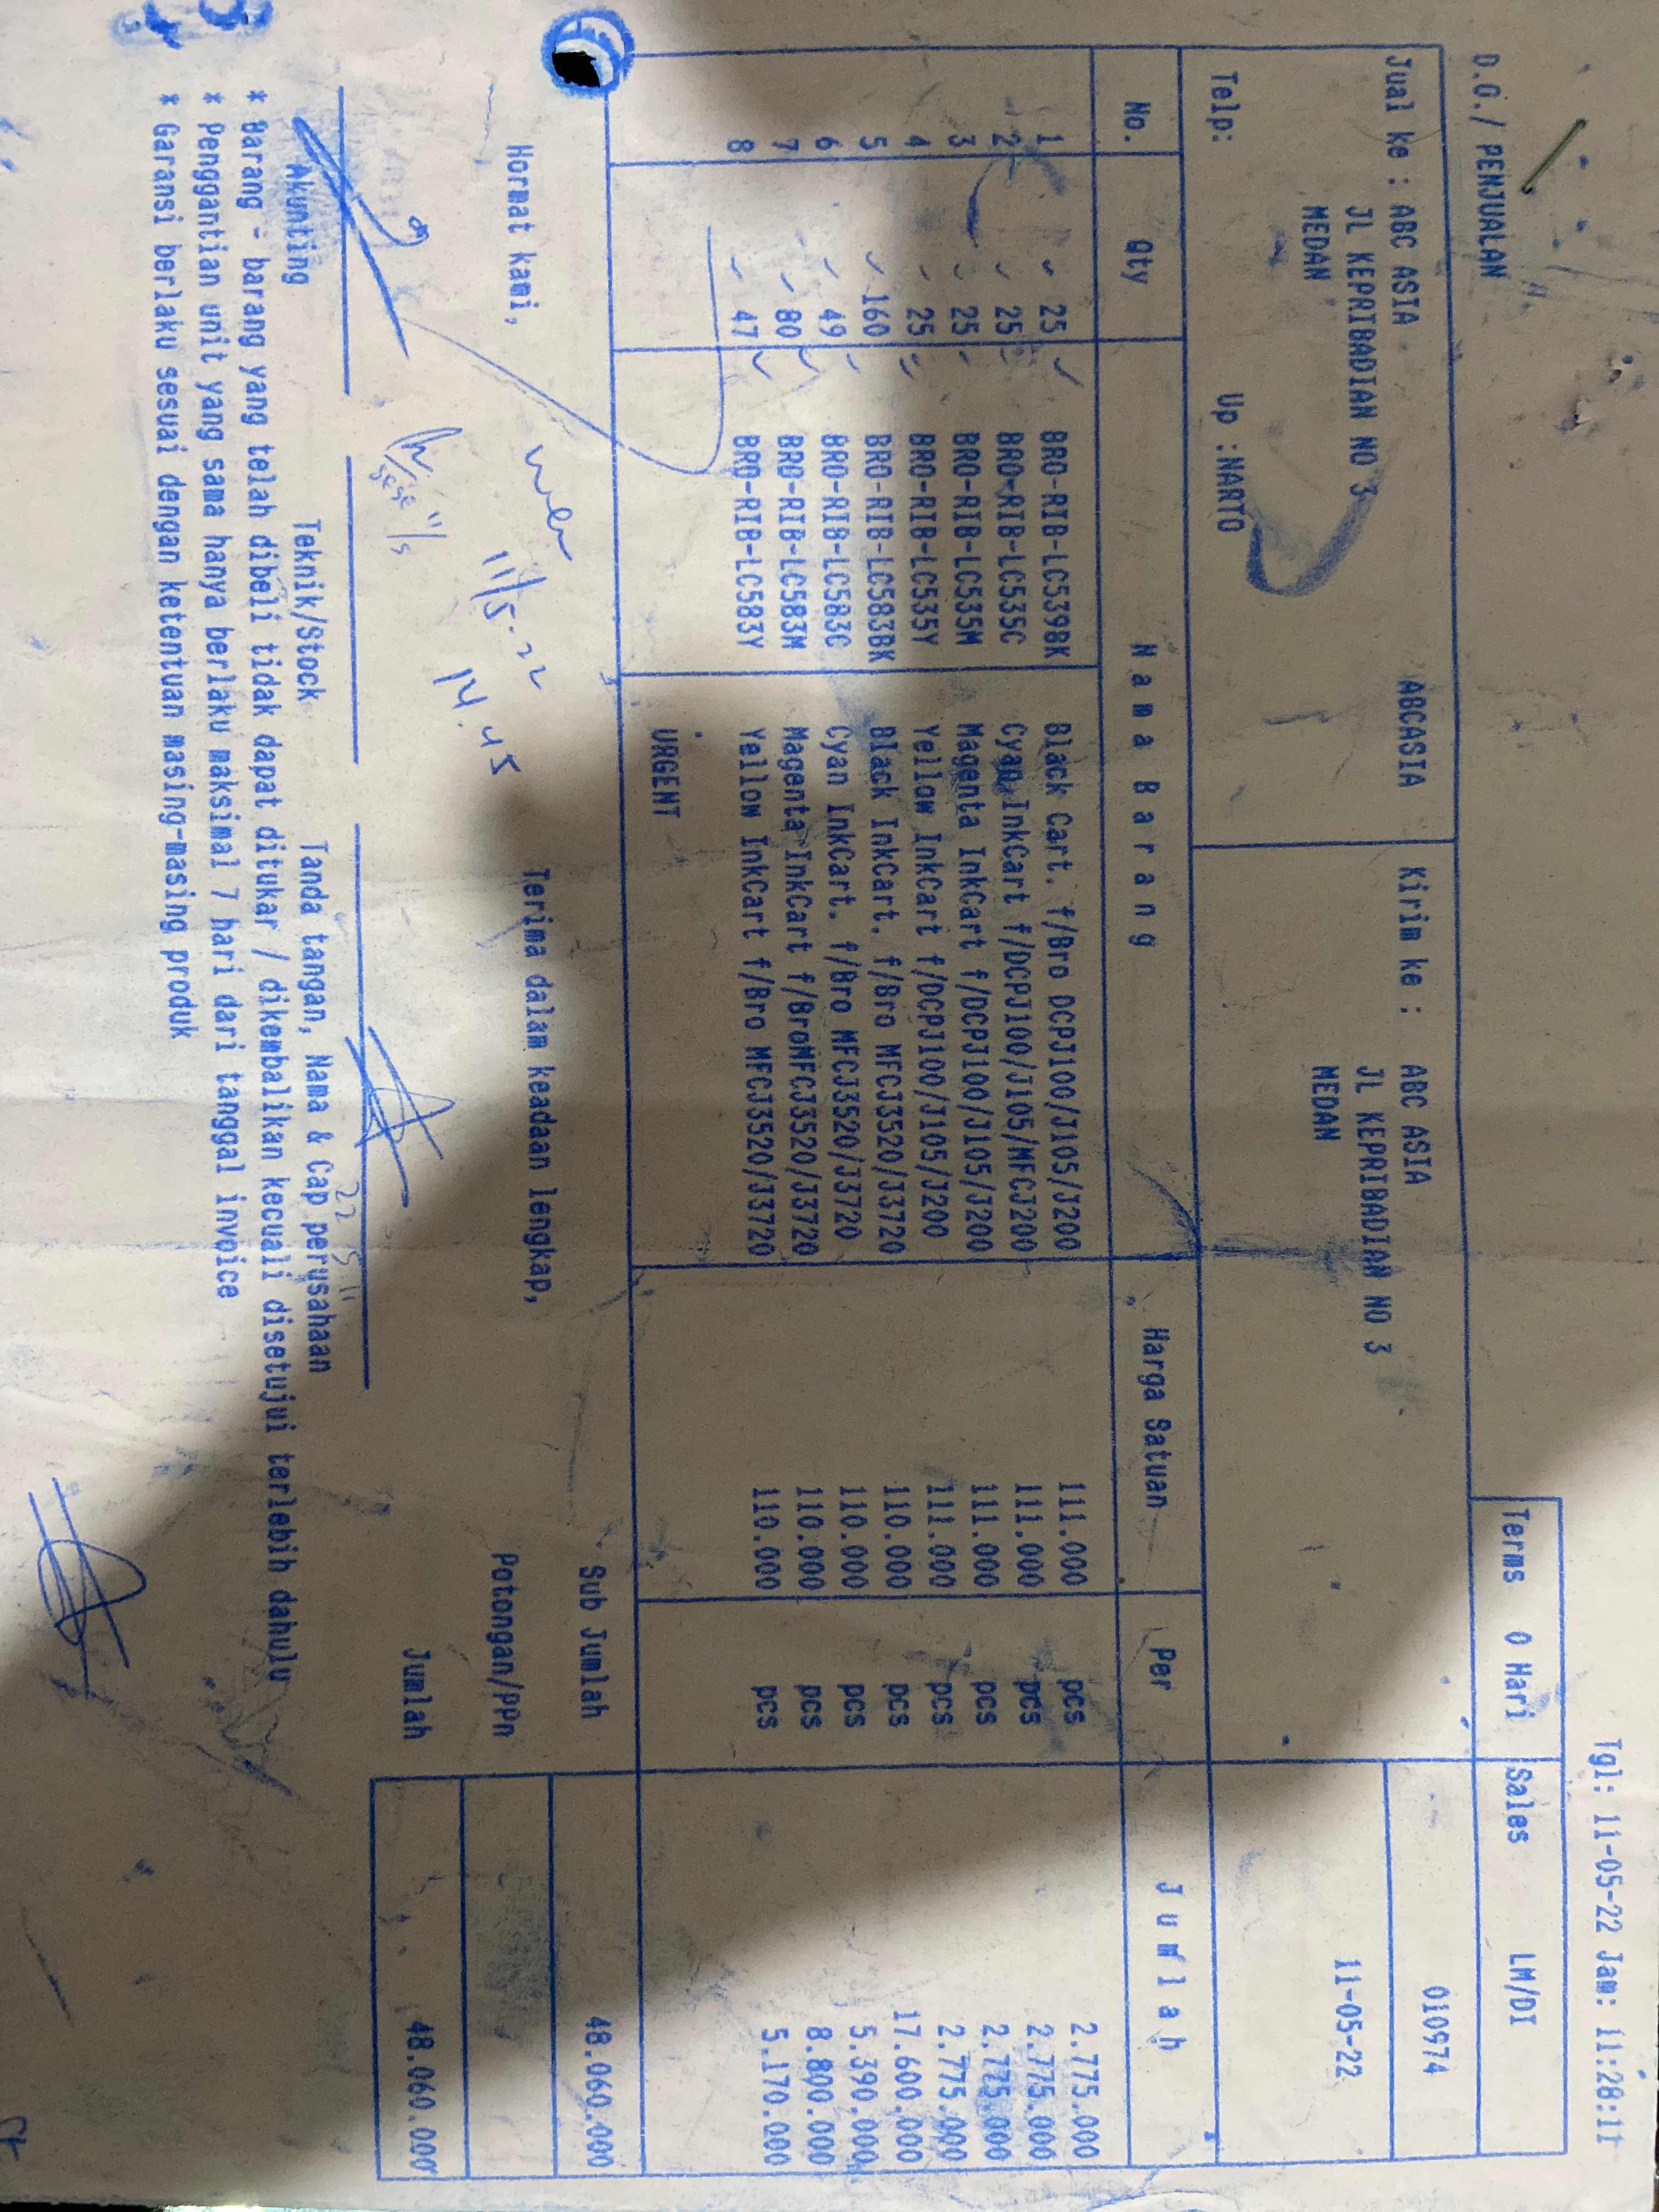 Tgl: 11-05-22 Jam: 11:28:11
D.O./ PENJUALAN
Terms 0 Hari Sales LM/DI
Jual ke : ABC ASIA ABCASIA
JL KEPRIBADIAN NO 3
MEDAN
Telp: Up :NARTO
Kirim ke : ABC ASIA
JL KEPRIBADIAN NO 3
MEDAN
010974
11-05-22
No. Qty Nama Barang Harga Satuan Per Jumlah
1 25 BRO-RIB-LC539BK Black Cart. f/Bro DCPJ100/J105/J200 111.000 pcs 2.775.000
2 25 BRO-RIB-LC535C Cyan InkCart f/DCPJ100/J105/MFCJ200 111.000 pcs 2.775.000
3 25 BRO-RIB-LC535M Magenta InkCart f/DCPJ100/J105/J200 111.000 pcs 2.775.000
4 25 BRO-RIB-LC535Y Yellow InkCart f/DCPJ100/J105/J200 111.000 pcs 2.775.000
5 160 BRO-RIB-LC583BK Black InkCart. f/Bro MFCJ3520/J3720 110.000 pcs 17.600.000
6 49 BRO-RIB-LC583C Cyan InkCart. f/Bro MFCJ3520/J3720 110.000 pcs 5.390.000
7 80 BRO-RIB-LC583M Magenta InkCart f/BroMFCJ3520/J3720 110.000 pcs 8.800.000
8 47 BRO-RIB-LC583Y Yellow InkCart f/Bro MFCJ3520/J3720 110.000 pcs 5.170.000
URGENT
Sub Jumlah 48.060.000
Hormat kami, Terima dalam keadaan lengkap,
Potongan/PPn
11/5-22
14.45
Jumlah 48.060.000
Akunting Teknik/Stock Tanda tangan, Nama & Cap perusahaan
* Barang - barang yang telah dibeli tidak dapat ditukar / dikembalikan kecuali disetujui terlebih dahulu
* Penggantian unit yang sama hanya berlaku maksimal 7 hari dari tanggal invoice
* Garansi berlaku sesuai dengan ketentuan masing-masing produk